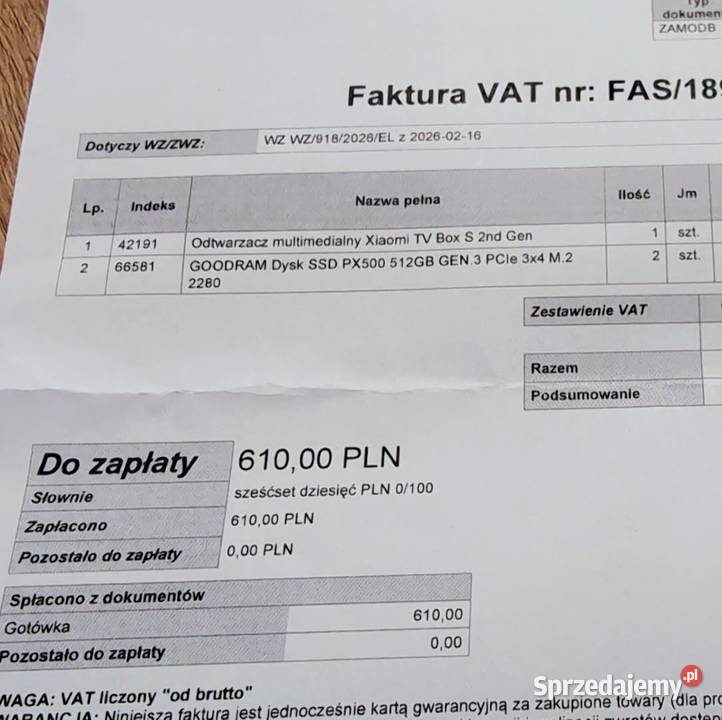 Typ
dokumen
ZAMODB
Faktura VAT nr: FAS/189
Dotyczy WZ/ZWZ: WZ WZ/918/2026/EL z 2026-02-16
Lp. Indeks Nazwa pełna Ilość Jm
1 42191 Odtwarzacz multimedialny Xiaomi TV Box S 2nd Gen 1 szt.
2 66581 GOODRAM Dysk SSD PX500 512GB GEN.3 PCIe 3x4 M.2 2 szt.
2280
Zestawienie VAT
Razem
Podsumowanie
Do zapłaty 610,00 PLN
Słownie sześćset dziesięć PLN 0/100
Zapłacono 610,00 PLN
Pozostało do zapłaty 0,00 PLN
Spłacono z dokumentów
Gotówka 610,00
Pozostało do zapłaty 0,00
WAGA: VAT liczony "od brutto"
WARANCJA: Niniejsza faktura jest jednocześnie kartą gwarancyjną za zakupione towary (dla pro
Sprzedajemy.pl